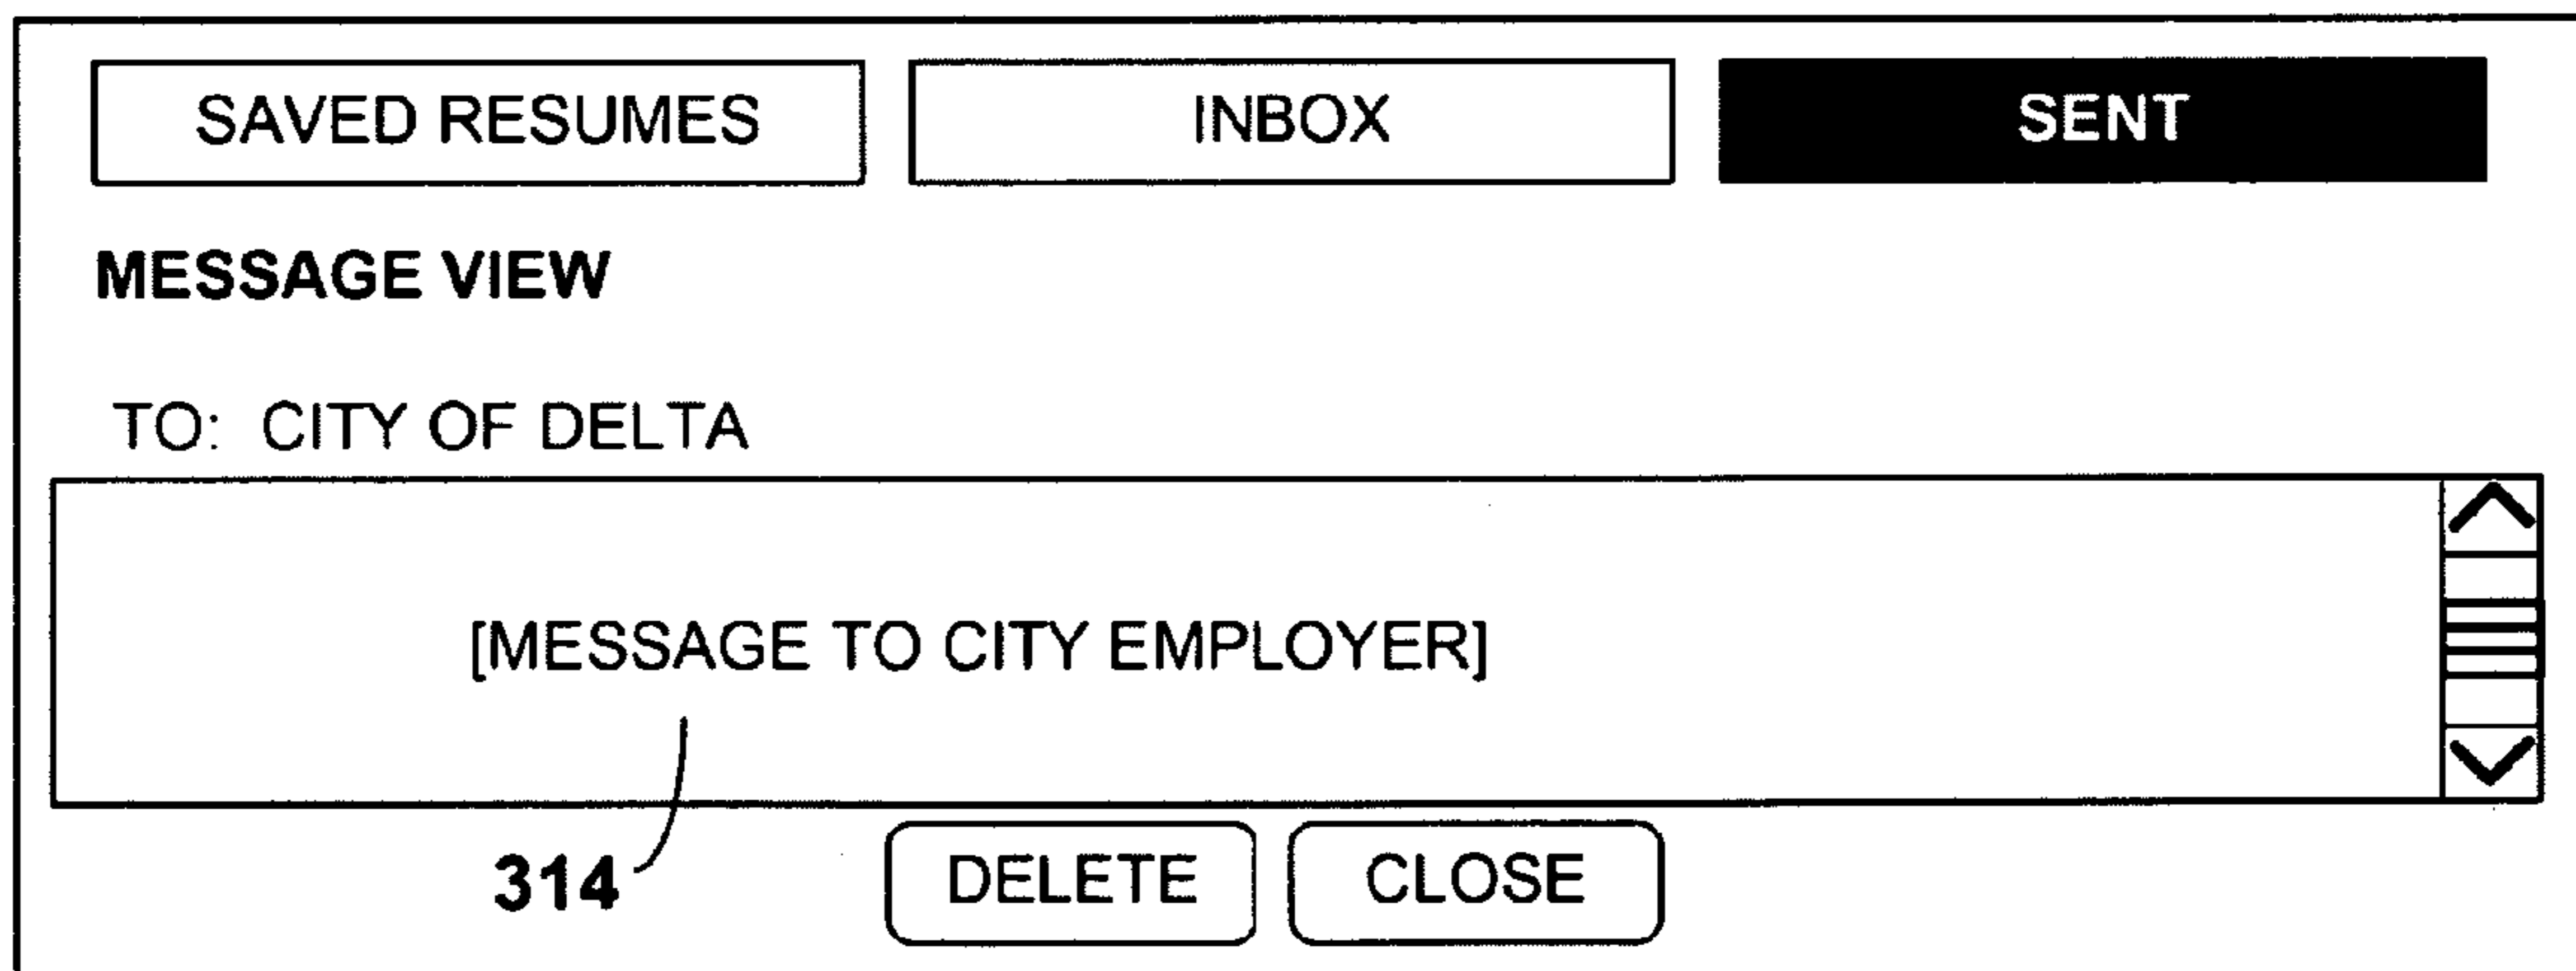 SAVED RESUMES INBOX SENT
MESSAGE VIEW
TO: CITY OF DELTA
[MESSAGE TO CITY EMPLOYER]
314 DELETE CLOSE